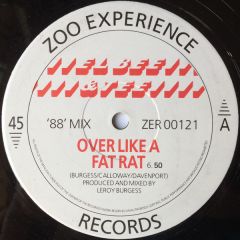 ZOO EXPERIENCE
45
A
'88' MIX
ZER 00121
OVER LIKE A
FAT RAT 6. 50
(BURGESS/CALLOWAY/DAVENPORT)
PRODUCED AND MIXED BY
LEROY BURGESS
RECORDS